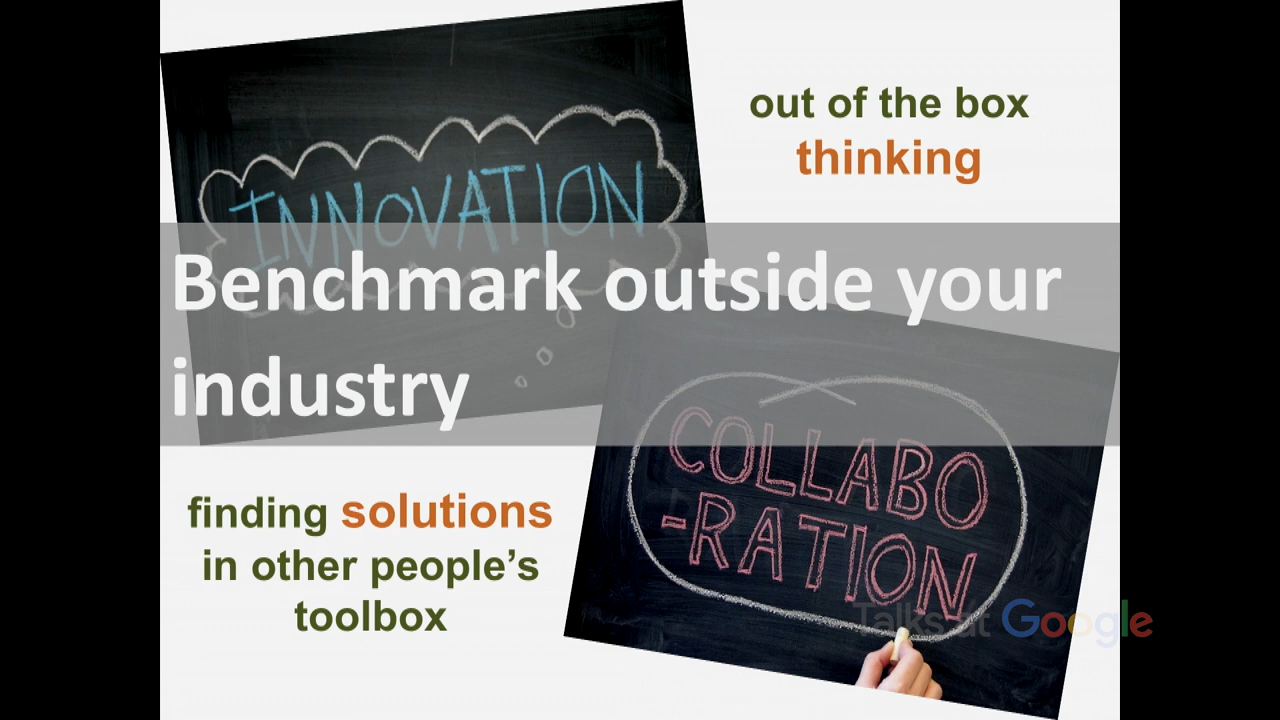 INNOVATION
out of the box
thinking
Benchmark outside your
industry
COLLABO
-RATION
finding solutions
in other people's
toolbox
Talks at Google